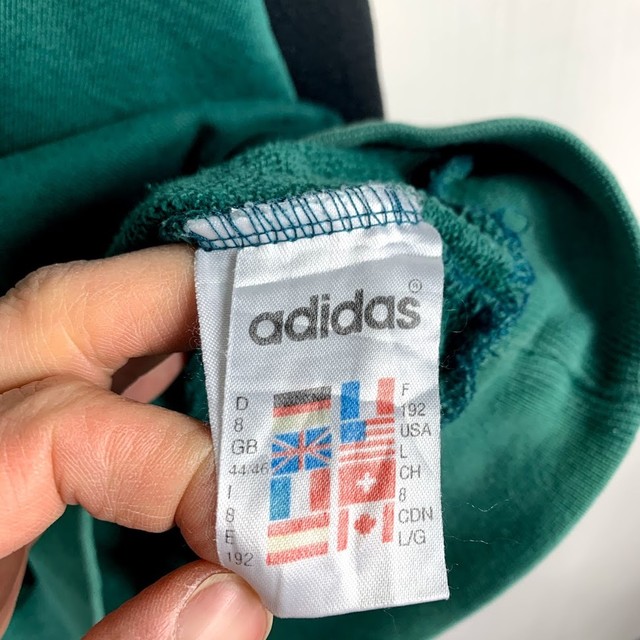 adidas
D
8
GB
44/46
I
8
E
192
F
192
USA
L
CH
8
CDN
L/G